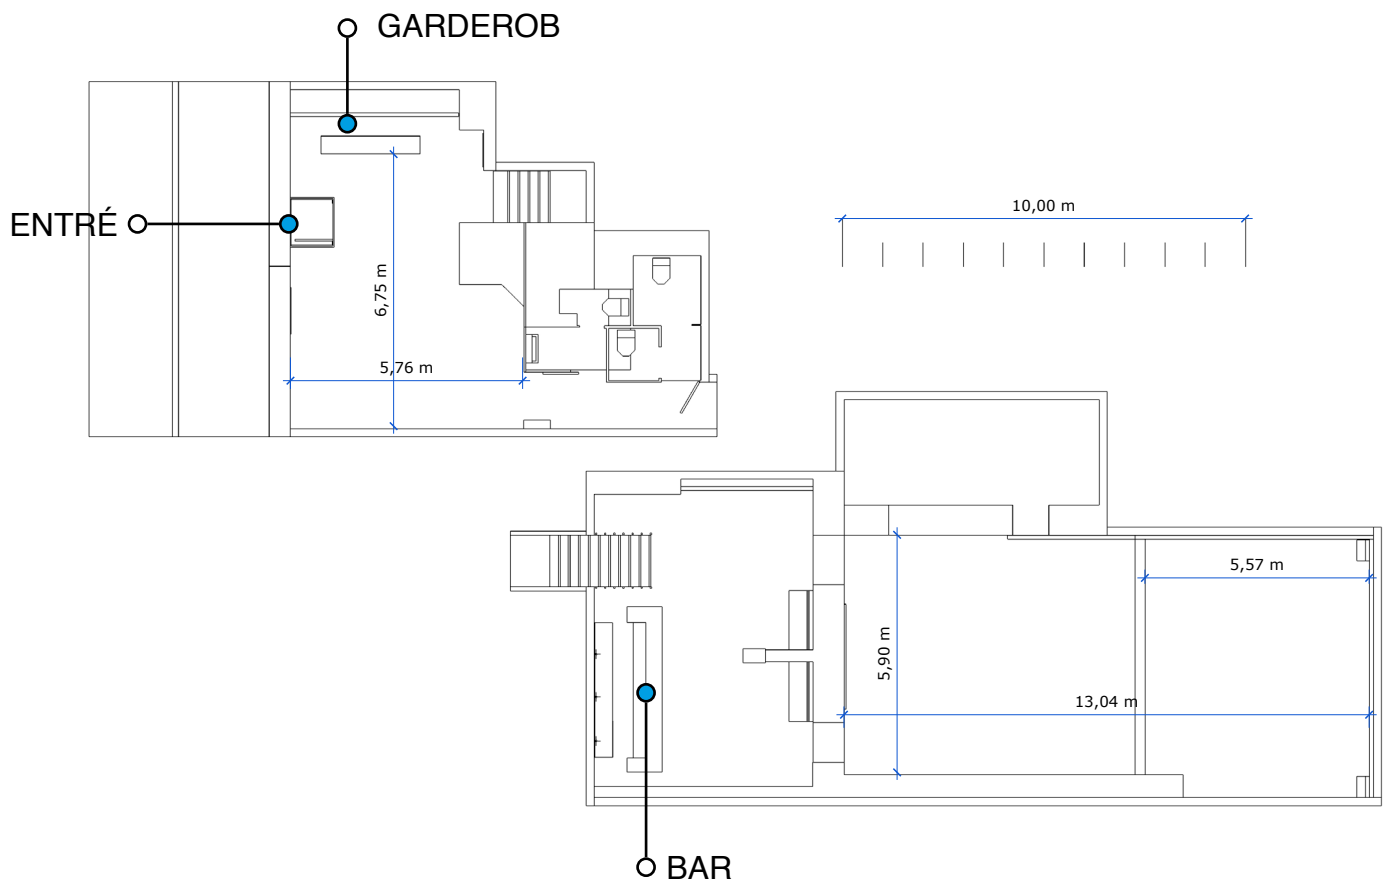 GARDEROB
ENTRÉ
10,00 m
6,75 m
5,76 m
5,57 m
5,90 m
13,04 m
BAR